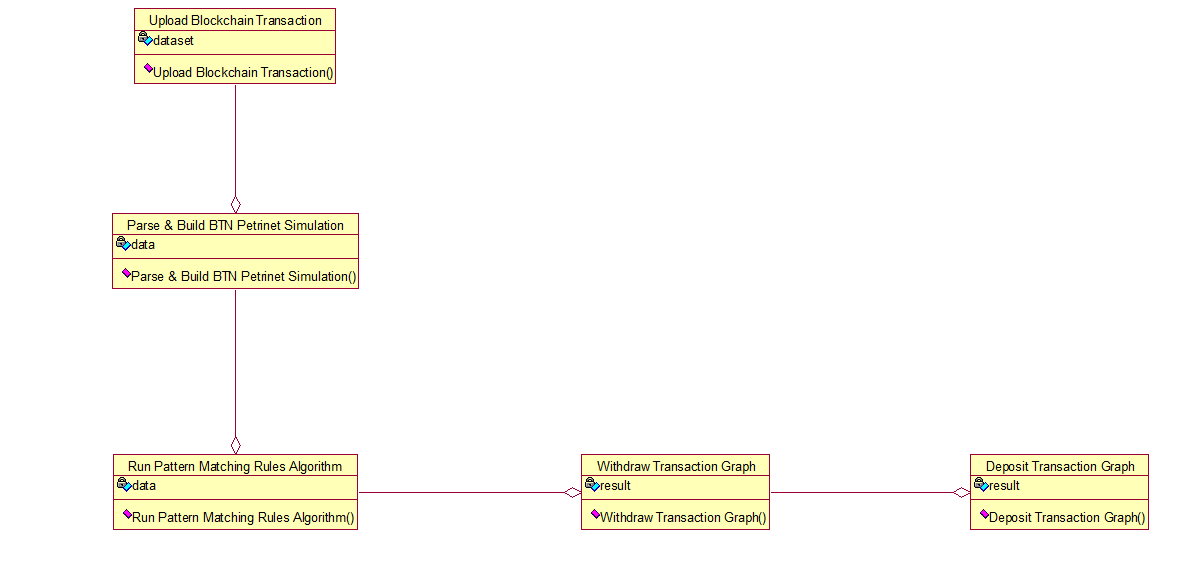 Upload Blockchain Transaction
dataset
Upload Blockchain Transaction()
Parse & Build BTN Petrinet Simulation
data
Parse & Build BTN Petrinet Simulation()
Run Pattern Matching Rules Algorithm
data
Run Pattern Matching Rules Algorithm()
Withdraw Transaction Graph
result
Withdraw Transaction Graph()
Deposit Transaction Graph
result
Deposit Transaction Graph()